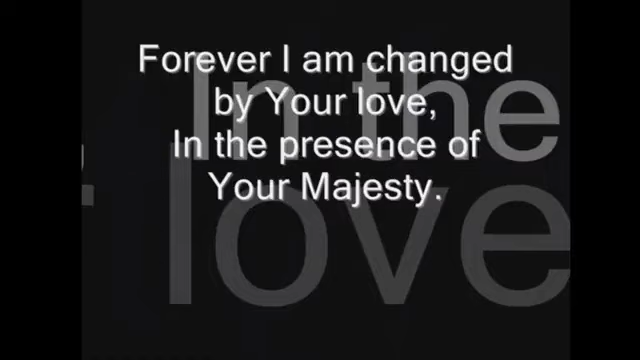 Forever I am changed
by Your love,
In the presence of
Your Majesty.
In the
love